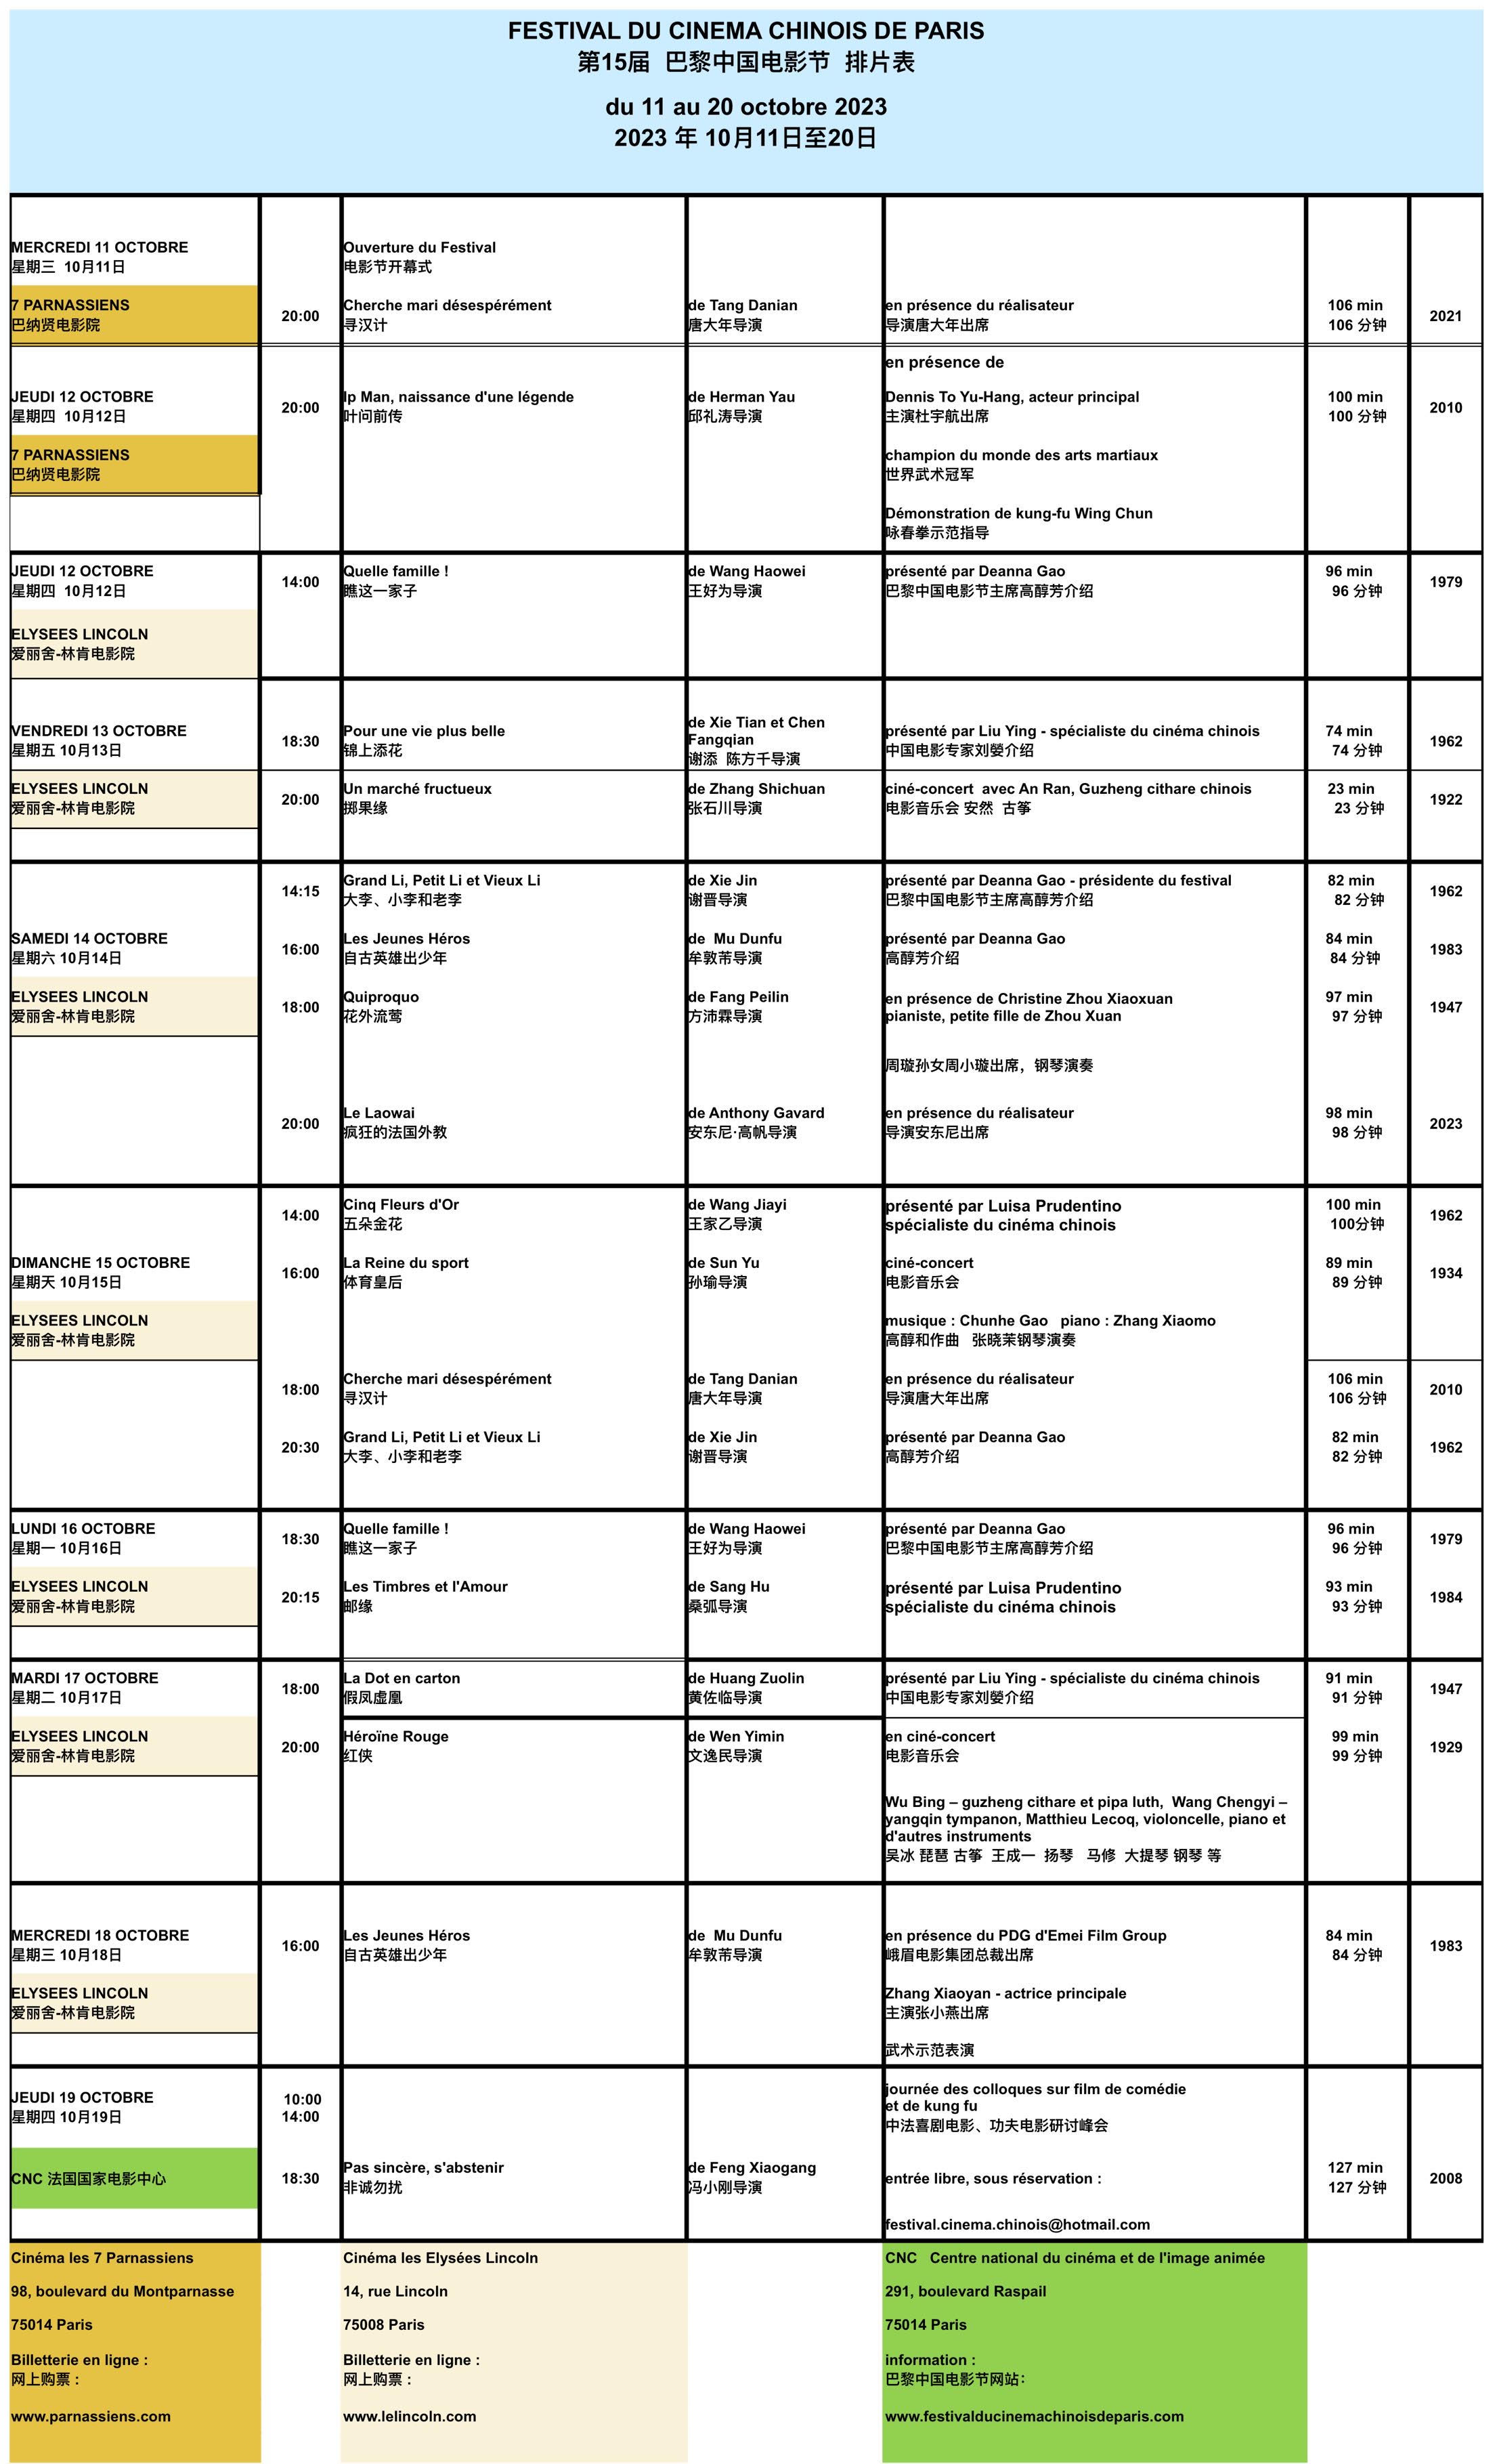 FESTIVAL DU CINEMA CHINOIS DE PARIS
第15届 巴黎中国电影节 排片表
du 11 au 20 octobre 2023
2023 年 10月11日至20日
MERCREDI 11 OCTOBRE
星期三 10月11日
Ouverture du Festival
电影节开幕式
7 PARNASSIENS
巴纳贤电影院
20:00
Cherche mari désespérément
寻汉计
de Tang Danian
唐大年导演
en présence du réalisateur
导演唐大年出席
106 min
106 分钟
2021
JEUDI 12 OCTOBRE
星期四 10月12日
7 PARNASSIENS
巴纳贤电影院
20:00
Ip Man, naissance d'une légende
叶问前传
de Herman Yau
邱礼涛导演
en présence de
Dennis To Yu-Hang, acteur principal
主演杜宇航出席
champion du monde des arts martiaux
世界武术冠军
Démonstration de kung-fu Wing Chun
咏春拳示范指导
100 min
100 分钟
2010
JEUDI 12 OCTOBRE
星期四 10月12日
ELYSEES LINCOLN
爱丽舍-林肯电影院
14:00
Quelle famille !
瞧这一家子
de Wang Haowei
王好为导演
présenté par Deanna Gao
巴黎中国电影节主席高醇芳介绍
96 min
96 分钟
1979
VENDREDI 13 OCTOBRE
星期五 10月13日
18:30
Pour une vie plus belle
锦上添花
de Xie Tian et Chen
Fangqian
谢添 陈方千导演
présenté par Liu Ying - spécialiste du cinéma chinois
中国电影专家刘嫈介绍
74 min
74 分钟
1962
ELYSEES LINCOLN
爱丽舍-林肯电影院
20:00
Un marché fructueux
掷果缘
de Zhang Shichuan
张石川导演
ciné-concert avec An Ran, Guzheng cithare chinois
电影音乐会 安然 古筝
23 min
23 分钟
1922
14:15
Grand Li, Petit Li et Vieux Li
大李、小李和老李
de Xie Jin
谢晋导演
présenté par Deanna Gao - présidente du festival
巴黎中国电影节主席高醇芳介绍
82 min
82 分钟
1962
SAMEDI 14 OCTOBRE
星期六 10月14日
16:00
Les Jeunes Héros
自古英雄出少年
de Mu Dunfu
牟敦芾导演
présenté par Deanna Gao
高醇芳介绍
84 min
84 分钟
1983
ELYSEES LINCOLN
爱丽舍-林肯电影院
18:00
Quiproquo
花外流莺
de Fang Peilin
方沛霖导演
en présence de Christine Zhou Xiaoxuan
pianiste, petite fille de Zhou Xuan
周璇孙女周小璇出席，钢琴演奏
97 min
97 分钟
1947
20:00
Le Laowai
疯狂的法国外教
de Anthony Gavard
安东尼·高帆导演
en présence du réalisateur
导演安东尼出席
98 min
98 分钟
2023
14:00
Cinq Fleurs d'Or
五朵金花
de Wang Jiayi
王家乙导演
présenté par Luisa Prudentino
spécialiste du cinéma chinois
100 min
100分钟
1962
DIMANCHE 15 OCTOBRE
星期天 10月15日
ELYSEES LINCOLN
爱丽舍-林肯电影院
16:00
La Reine du sport
体育皇后
de Sun Yu
孙瑜导演
ciné-concert
电影音乐会
musique : Chunhe Gao piano : Zhang Xiaomo
高醇和作曲 张晓茉钢琴演奏
89 min
89 分钟
1934
18:00
Cherche mari désespérément
寻汉计
de Tang Danian
唐大年导演
en présence du réalisateur
导演唐大年出席
106 min
106 分钟
2010
20:30
Grand Li, Petit Li et Vieux Li
大李、小李和老李
de Xie Jin
谢晋导演
présenté par Deanna Gao
高醇芳介绍
82 min
82 分钟
1962
LUNDI 16 OCTOBRE
星期一 10月16日
18:30
Quelle famille !
瞧这一家子
de Wang Haowei
王好为导演
présenté par Deanna Gao
巴黎中国电影节主席高醇芳介绍
96 min
96 分钟
1979
ELYSEES LINCOLN
爱丽舍-林肯电影院
20:15
Les Timbres et l'Amour
邮缘
de Sang Hu
桑弧导演
présenté par Luisa Prudentino
spécialiste du cinéma chinois
93 min
93 分钟
1984
MARDI 17 OCTOBRE
星期二 10月17日
18:00
La Dot en carton
假凤虚凰
de Huang Zuolin
黄佐临导演
présenté par Liu Ying - spécialiste du cinéma chinois
中国电影专家刘嫈介绍
91 min
91 分钟
1947
ELYSEES LINCOLN
爱丽舍-林肯电影院
20:00
Héroïne Rouge
红侠
de Wen Yimin
文逸民导演
en ciné-concert
电影音乐会
Wu Bing – guzheng cithare et pipa luth, Wang Chengyi –
yangqin tympanon, Matthieu Lecoq, violoncelle, piano et
d'autres instruments
吴冰 琵琶 古筝 王成一 扬琴 马修 大提琴 钢琴 等
99 min
99 分钟
1929
MERCREDI 18 OCTOBRE
星期三 10月18日
ELYSEES LINCOLN
爱丽舍-林肯电影院
16:00
Les Jeunes Héros
自古英雄出少年
de Mu Dunfu
牟敦芾导演
en présence du PDG d'Emei Film Group
峨眉电影集团总裁出席
Zhang Xiaoyan - actrice principale
主演张小燕出席
武术示范表演
84 min
84 分钟
1983
JEUDI 19 OCTOBRE
星期四 10月19日
10:00
14:00
journée des colloques sur film de comédie
et de kung fu
中法喜剧电影、功夫电影研讨峰会
CNC 法国国家电影中心
18:30
Pas sincère, s'abstenir
非诚勿扰
de Feng Xiaogang
冯小刚导演
entrée libre, sous réservation :
festival.cinema.chinois@hotmail.com
127 min
127 分钟
2008
Cinéma les 7 Parnassiens
98, boulevard du Montparnasse
75014 Paris
Billetterie en ligne :
网上购票：
www.parnassiens.com
Cinéma les Elysées Lincoln
14, rue Lincoln
75008 Paris
Billetterie en ligne :
网上购票：
www.lelincoln.com
CNC Centre national du cinéma et de l'image animée
291, boulevard Raspail
75014 Paris
information :
巴黎中国电影节网站：
www.festivalducinemachinoisdeparis.com